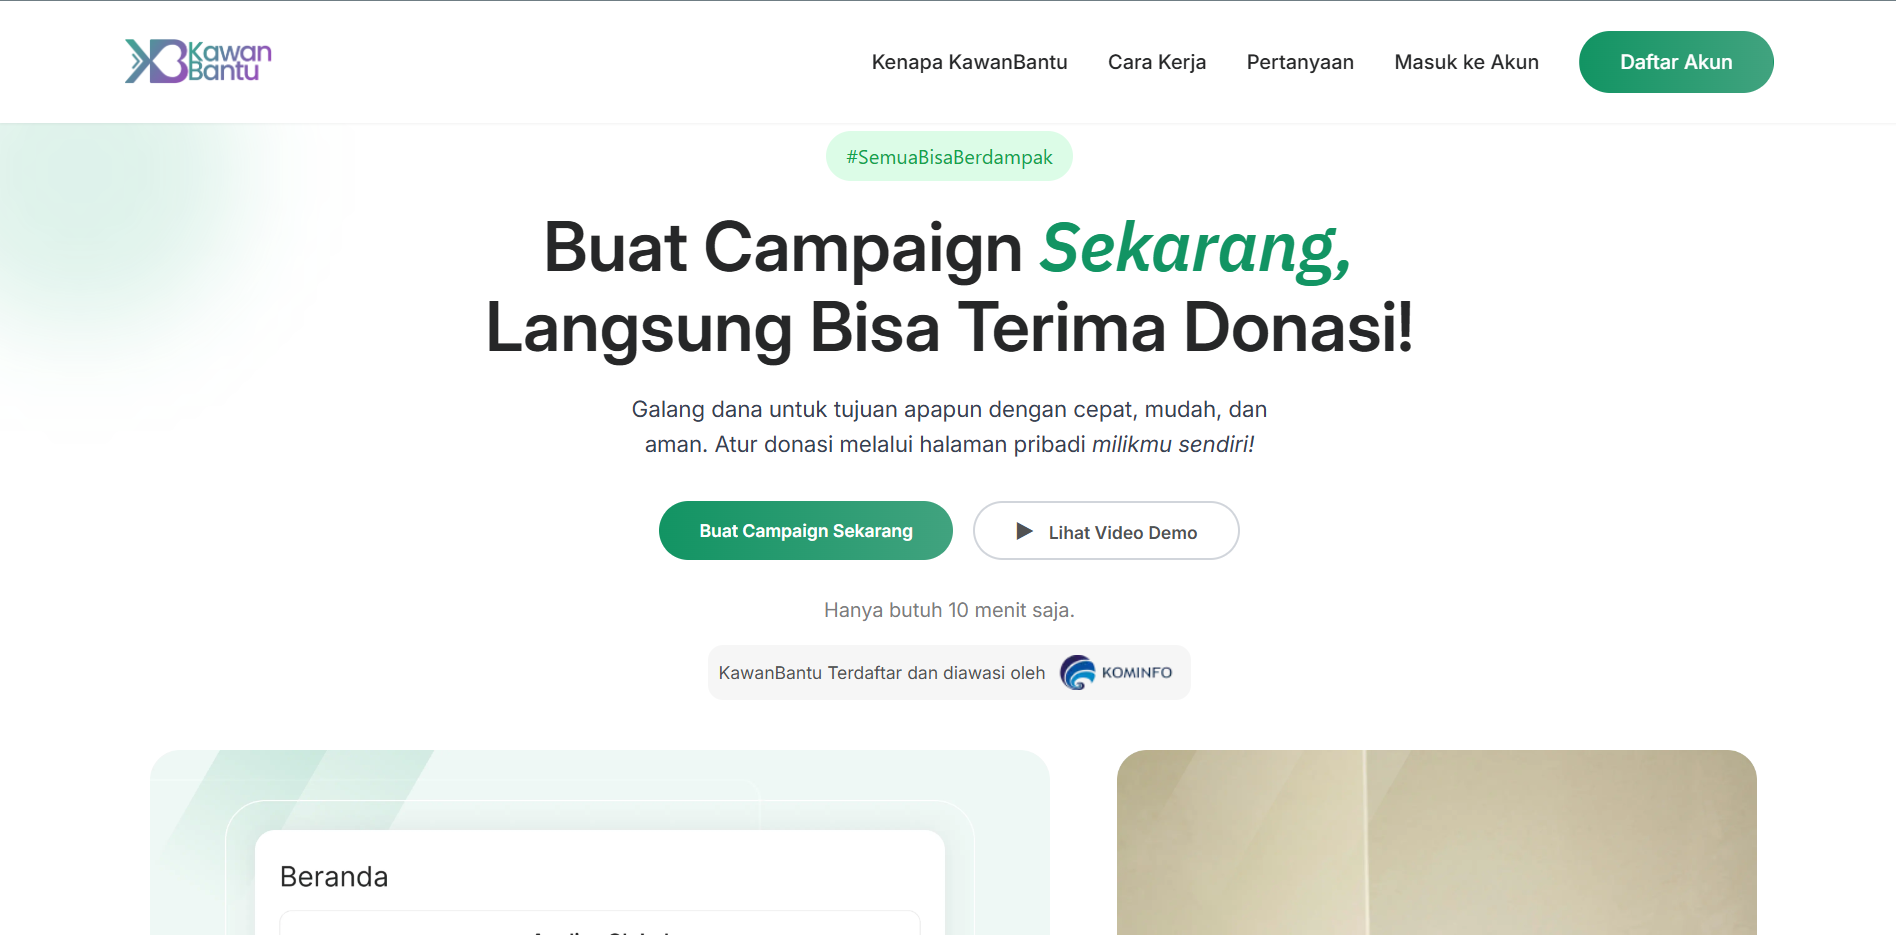 Kawan
Bantu
Kenapa KawanBantu
Cara Kerja
Pertanyaan
Masuk ke Akun
Daftar Akun
#SemuaBisaBerdampak
Buat Campaign Sekarang,
Langsung Bisa Terima Donasi!
Galang dana untuk tujuan apapun dengan cepat, mudah, dan
aman. Atur donasi melalui halaman pribadi milikmu sendiri!
Buat Campaign Sekarang
Lihat Video Demo
Hanya butuh 10 menit saja.
KawanBantu Terdaftar dan diawasi oleh
KOMINFO
Beranda